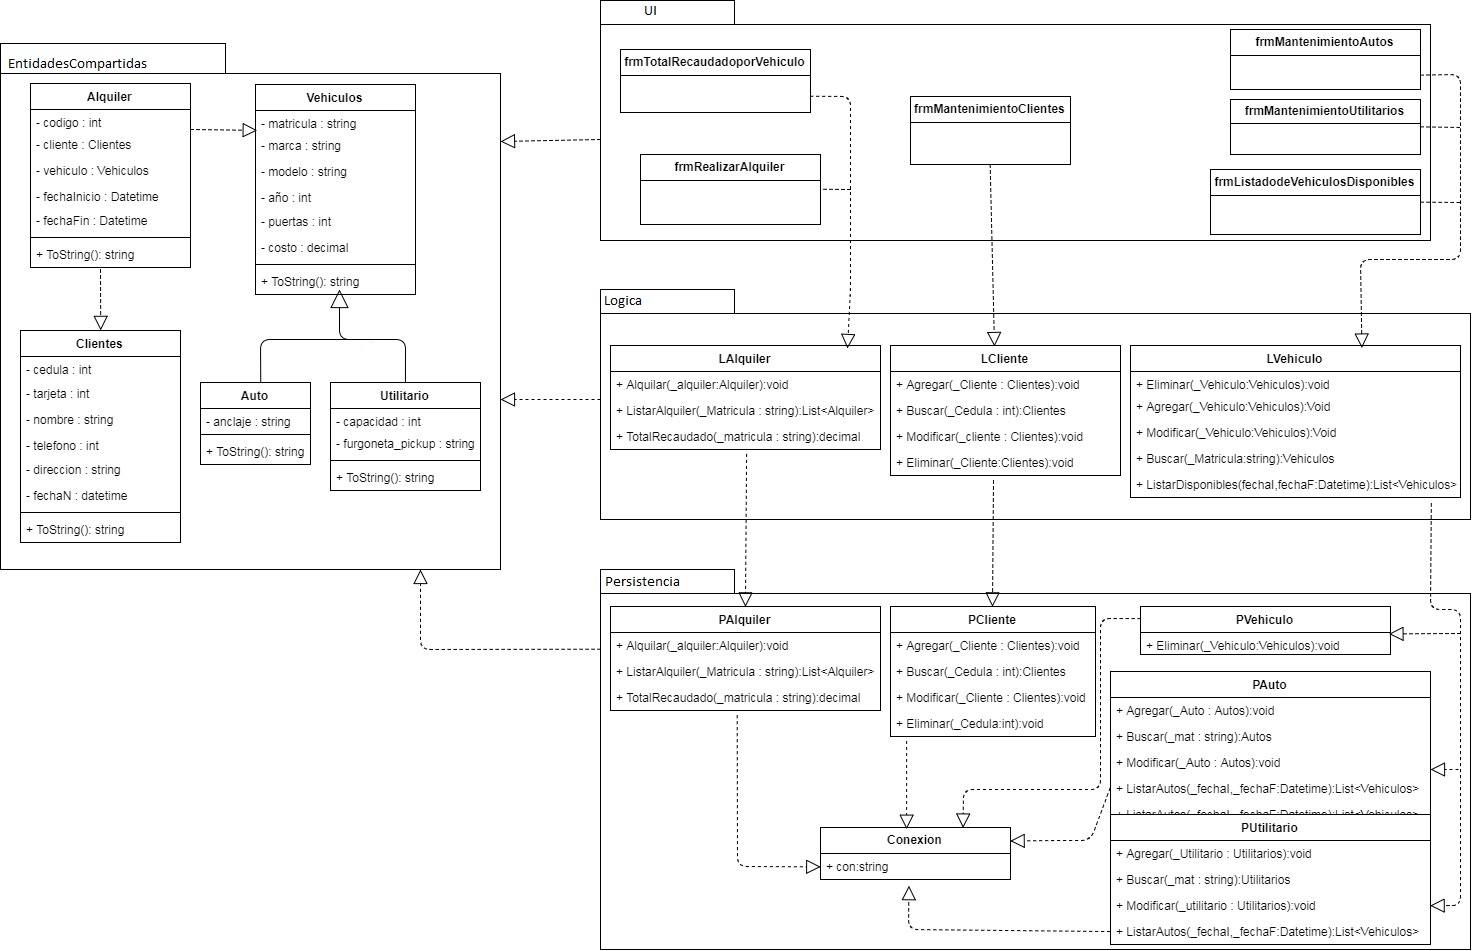 UI
frmTotalRecaudadoporVehiculo
frmRealizarAlquiler
frmMantenimientoClientes
frmMantenimientoAutos
frmMantenimientoUtilitarios
frmListadodeVehiculosDisponibles
EntidadesCompartidas
Alquiler
- codigo : int
- cliente : Clientes
- vehiculo : Vehiculos
- fechaInicio : Datetime
- fechaFin : Datetime
+ ToString(): string
Vehiculos
- matricula : string
- marca : string
- modelo : string
- año : int
- puertas : int
- costo : decimal
+ ToString(): string
Clientes
- cedula : int
- tarjeta : int
- nombre : string
- telefono : int
- direccion : string
- fechaN : datetime
+ ToString(): string
Auto
- anclaje : string
+ ToString(): string
Utilitario
- capacidad : int
- furgoneta_pickup : string
+ ToString(): string
Logica
LAlquiler
+ Alquilar(_alquiler:Alquiler):void
+ ListarAlquiler(_Matricula : string):List<Alquiler>
+ TotalRecaudado(_matricula : string):decimal
LCliente
+ Agregar(_Cliente : Clientes):void
+ Buscar(_Cedula : int):Clientes
+ Modificar(_cliente : Clientes):void
+ Eliminar(_Cliente:Clientes):void
LVehiculo
+ Eliminar(_Vehiculo:Vehiculos):void
+ Agregar(_Vehiculo:Vehiculos):Void
+ Modificar(_Vehiculo:Vehiculos):Void
+ Buscar(_Matricula:string):Vehiculos
+ ListarDisponibles(fechaI,fechaF:Datetime):List<Vehiculos>
Persistencia
PAlquiler
+ Alquilar(_alquiler:Alquiler):void
+ ListarAlquiler(_Matricula : string):List<Alquiler>
+ TotalRecaudado(_matricula : string):decimal
PCliente
+ Agregar(_Cliente : Clientes):void
+ Buscar(_Cedula : int):Clientes
+ Modificar(_Cliente : Clientes):void
+ Eliminar(_Cedula:int):void
PVehiculo
+ Eliminar(_Vehiculo:Vehiculos):void
PAuto
+ Agregar(_Auto : Autos):void
+ Buscar(_mat : string):Autos
+ Modificar(_Auto : Autos):void
+ ListarAutos(_fechaI,_fechaF:Datetime):List<Vehiculos>
+ ListarAutos(_fechaI,_fechaF:Datetime):List<Vehiculos>
PUtilitario
+ Agregar(_Utilitario : Utilitarios):void
+ Buscar(_mat : string):Utilitarios
+ Modificar(_utilitario : Utilitarios):void
+ ListarAutos(_fechaI,_fechaF:Datetime):List<Vehiculos>
Conexion
+ con:string